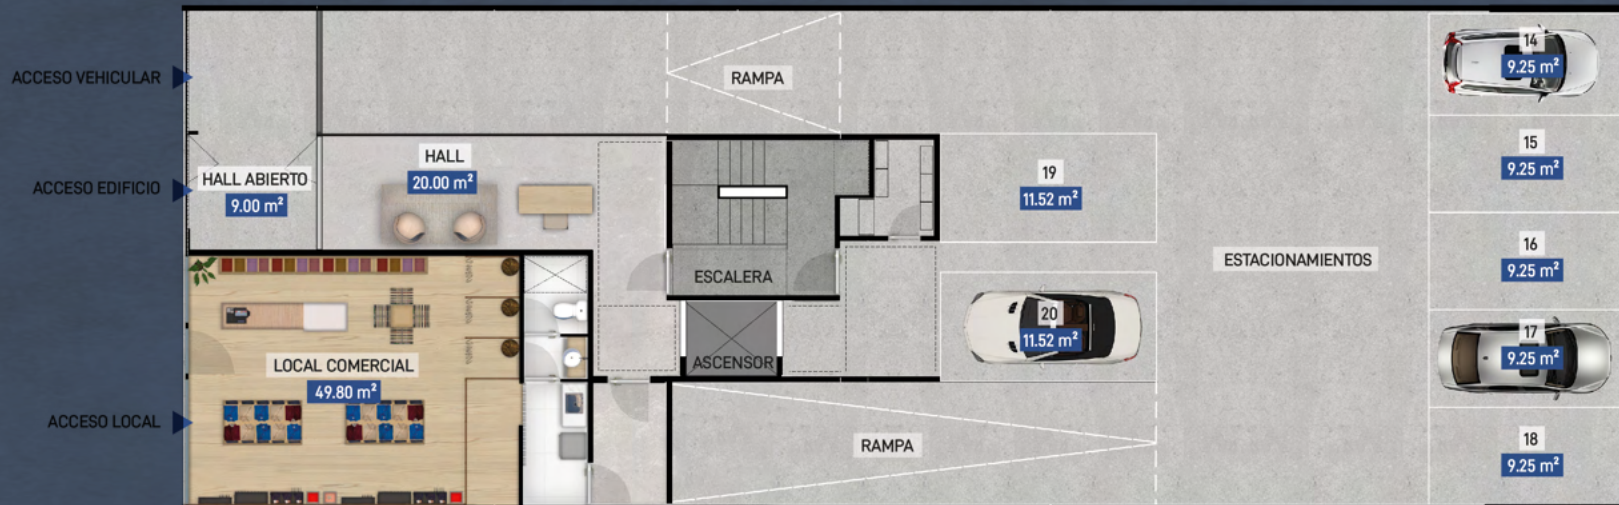 ACCESO VEHICULAR
ACCESO EDIFICIO
ACCESO LOCAL
RAMPA
HALL ABIERTO
9.00 m²
HALL
20.00 m²
ESCALERA
ASCENSOR
LOCAL COMERCIAL
49.80 m²
RAMPA
19
11.52 m²
20
11.52 m²
ESTACIONAMIENTOS
14
9.25 m²
15
9.25 m²
16
9.25 m²
17
9.25 m²
18
9.25 m²